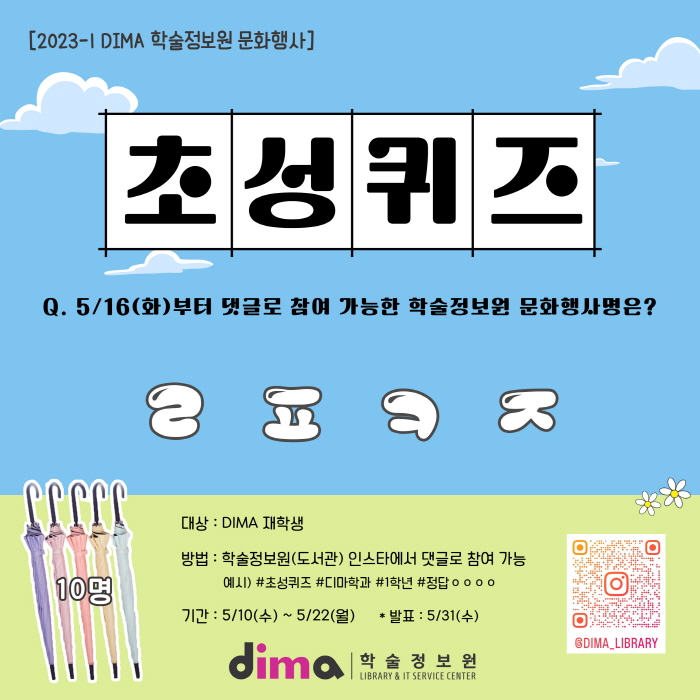 [2023-1 DIMA 학술정보원 문화행사]
초성퀴즈
Q. 5/16(화)부터 댓글로 참여 가능한 학술정보원 문화행사명은?
ㄹ ㅍ ㅋ ㅈ
10명
대상 : DIMA 재학생
방법 : 학술정보원(도서관) 인스타에서 댓글로 참여 가능
예시) #초성퀴즈 #디마학과 #1학년 #정답ㅇㅇㅇㅇ
기간 : 5/10(수) ~ 5/22(월) * 발표 : 5/31(수)
@DIMA_LIBRARY
dima 학술정보원
LIBRARY & IT SERVICE CENTER